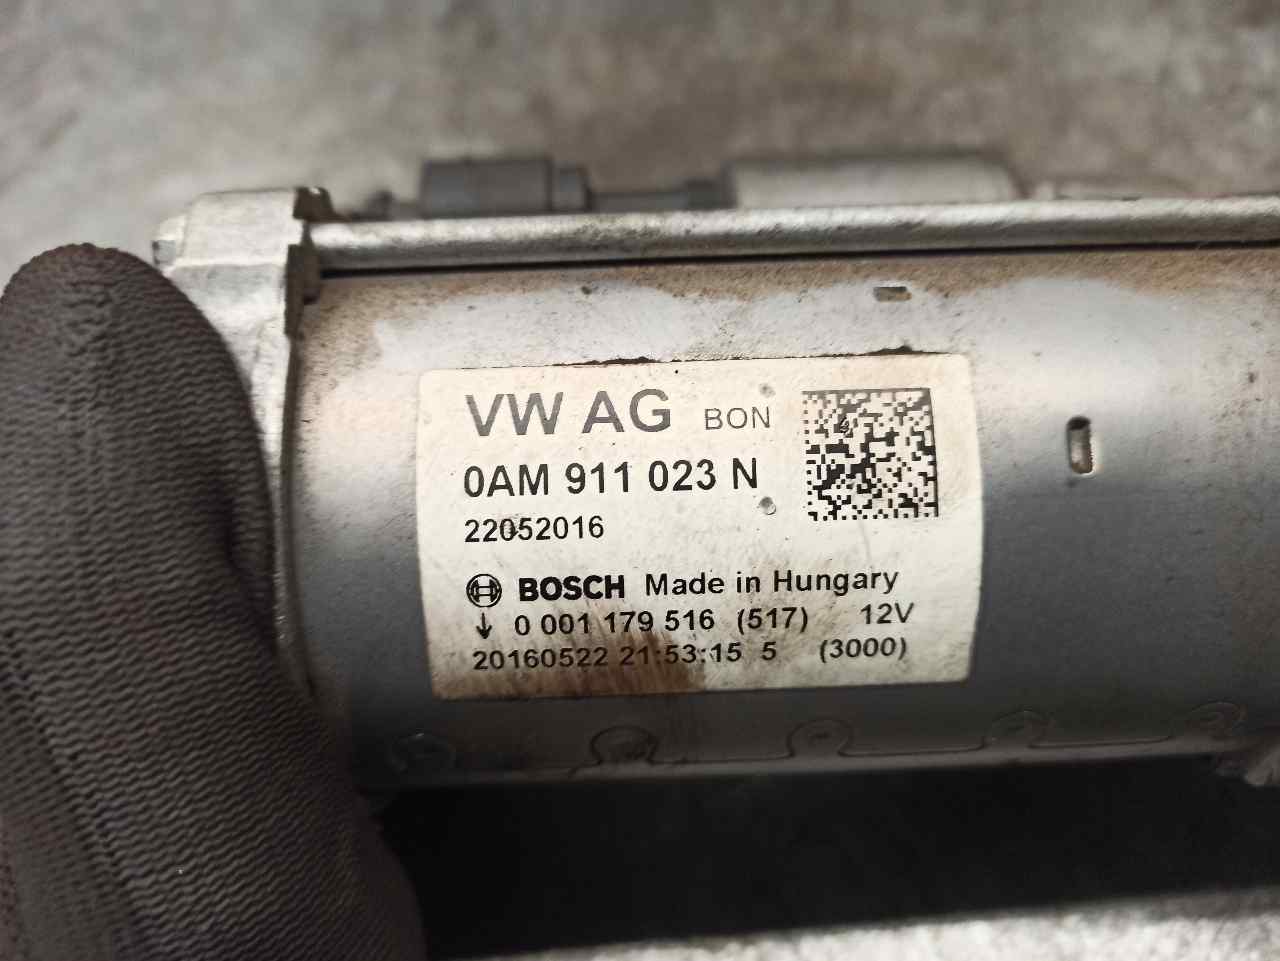 VW AG BON
0AM 911 023 N
22052016
BOSCH Made in Hungary
↓ 0 001 179 516 (517) 12V
20160522 21:53:15 5 (3000)